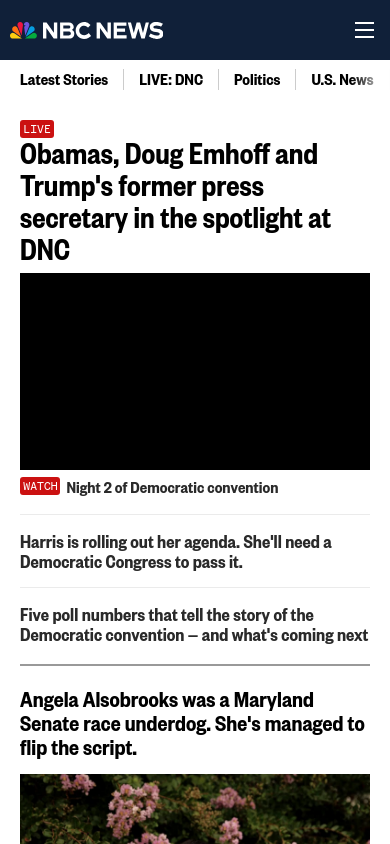 NBC NEWS
Latest Stories
LIVE: DNC
Politics
U.S. News
LIVE
Obamas, Doug Emhoff and
Trump's former press
secretary in the spotlight at
DNC
WATCH Night 2 of Democratic convention
Harris is rolling out her agenda. She'll need a
Democratic Congress to pass it.
Five poll numbers that tell the story of the
Democratic convention — and what's coming next
Angela Alsobrooks was a Maryland
Senate race underdog. She's managed to
flip the script.